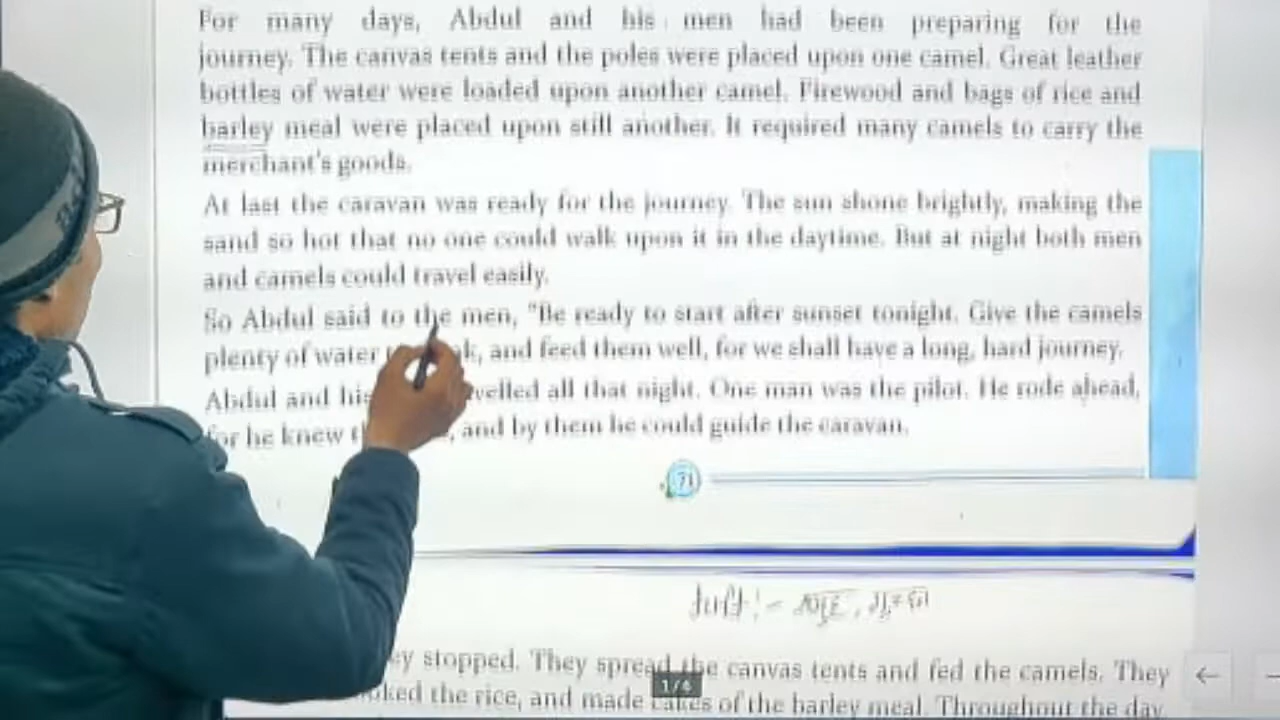 For many days, Abdul and his men had been preparing for the
journey. The canvas tents and the poles were placed upon one camel. Great leather
bottles of water were loaded upon another camel. Firewood and bags of rice and
barley meal were placed upon still another. It required many camels to carry the
merchant's goods.
At last the caravan was ready for the journey. The sun shone brightly, making the
sand so hot that no one could walk upon it in the daytime. But at night both men
and camels could travel easily.
So Abdul said to the men, "Be ready to start after sunset tonight. Give the camels
plenty of water k, and feed them well, for we shall have a long, hard journey.
Abdul and his velled all that night. One man was the pilot. He rode ahead,
for he knew , and by them he could guide the caravan.
71
ey stopped. They spread the canvas tents and fed the camels. They
oked the rice, and made cakes of the barley meal. Throughout the day,
1/6